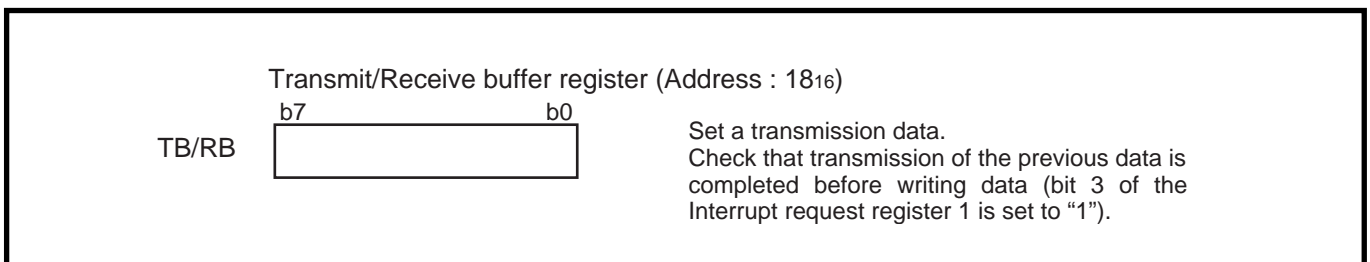 Transmit/Receive buffer register (Address : 1816)
b7 b0
TB/RB
Set a transmission data.
Check that transmission of the previous data is
completed before writing data (bit 3 of the
Interrupt request register 1 is set to “1”).